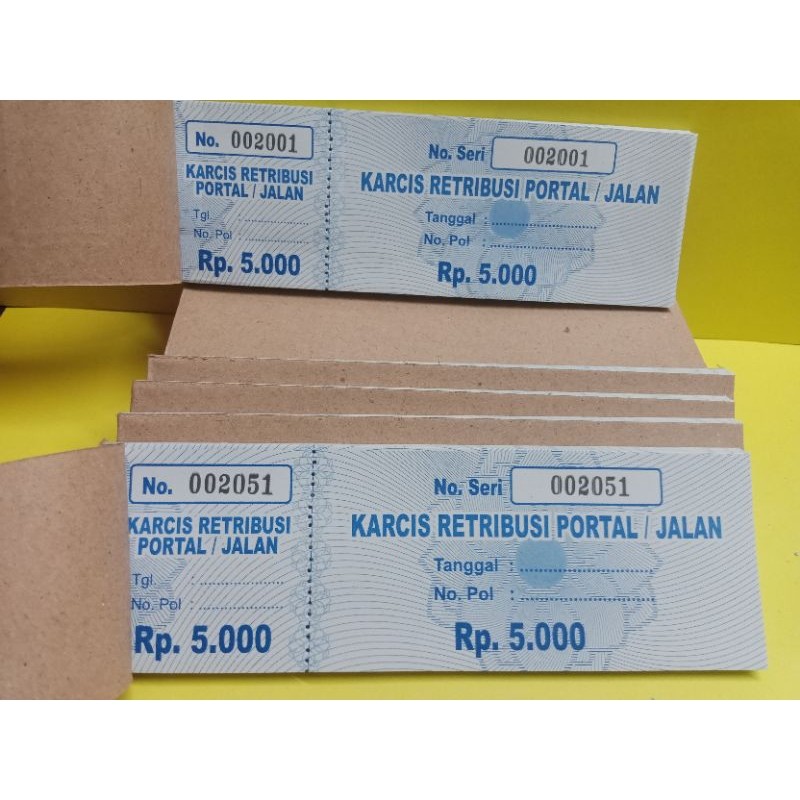 No. 002001
KARCIS RETRIBUSI
PORTAL / JALAN
Tgl. : ....................
No. Pol : ....................
Rp. 5.000
No. Seri 002001
KARCIS RETRIBUSI PORTAL / JALAN
Tanggal : ....................
No. Pol : ....................
Rp. 5.000
No. 002051
KARCIS RETRIBUSI
PORTAL / JALAN
Tgl. : ....................
No. Pol : ....................
Rp. 5.000
No. Seri 002051
KARCIS RETRIBUSI PORTAL / JALAN
Tanggal : ....................
No. Pol : ....................
Rp. 5.000